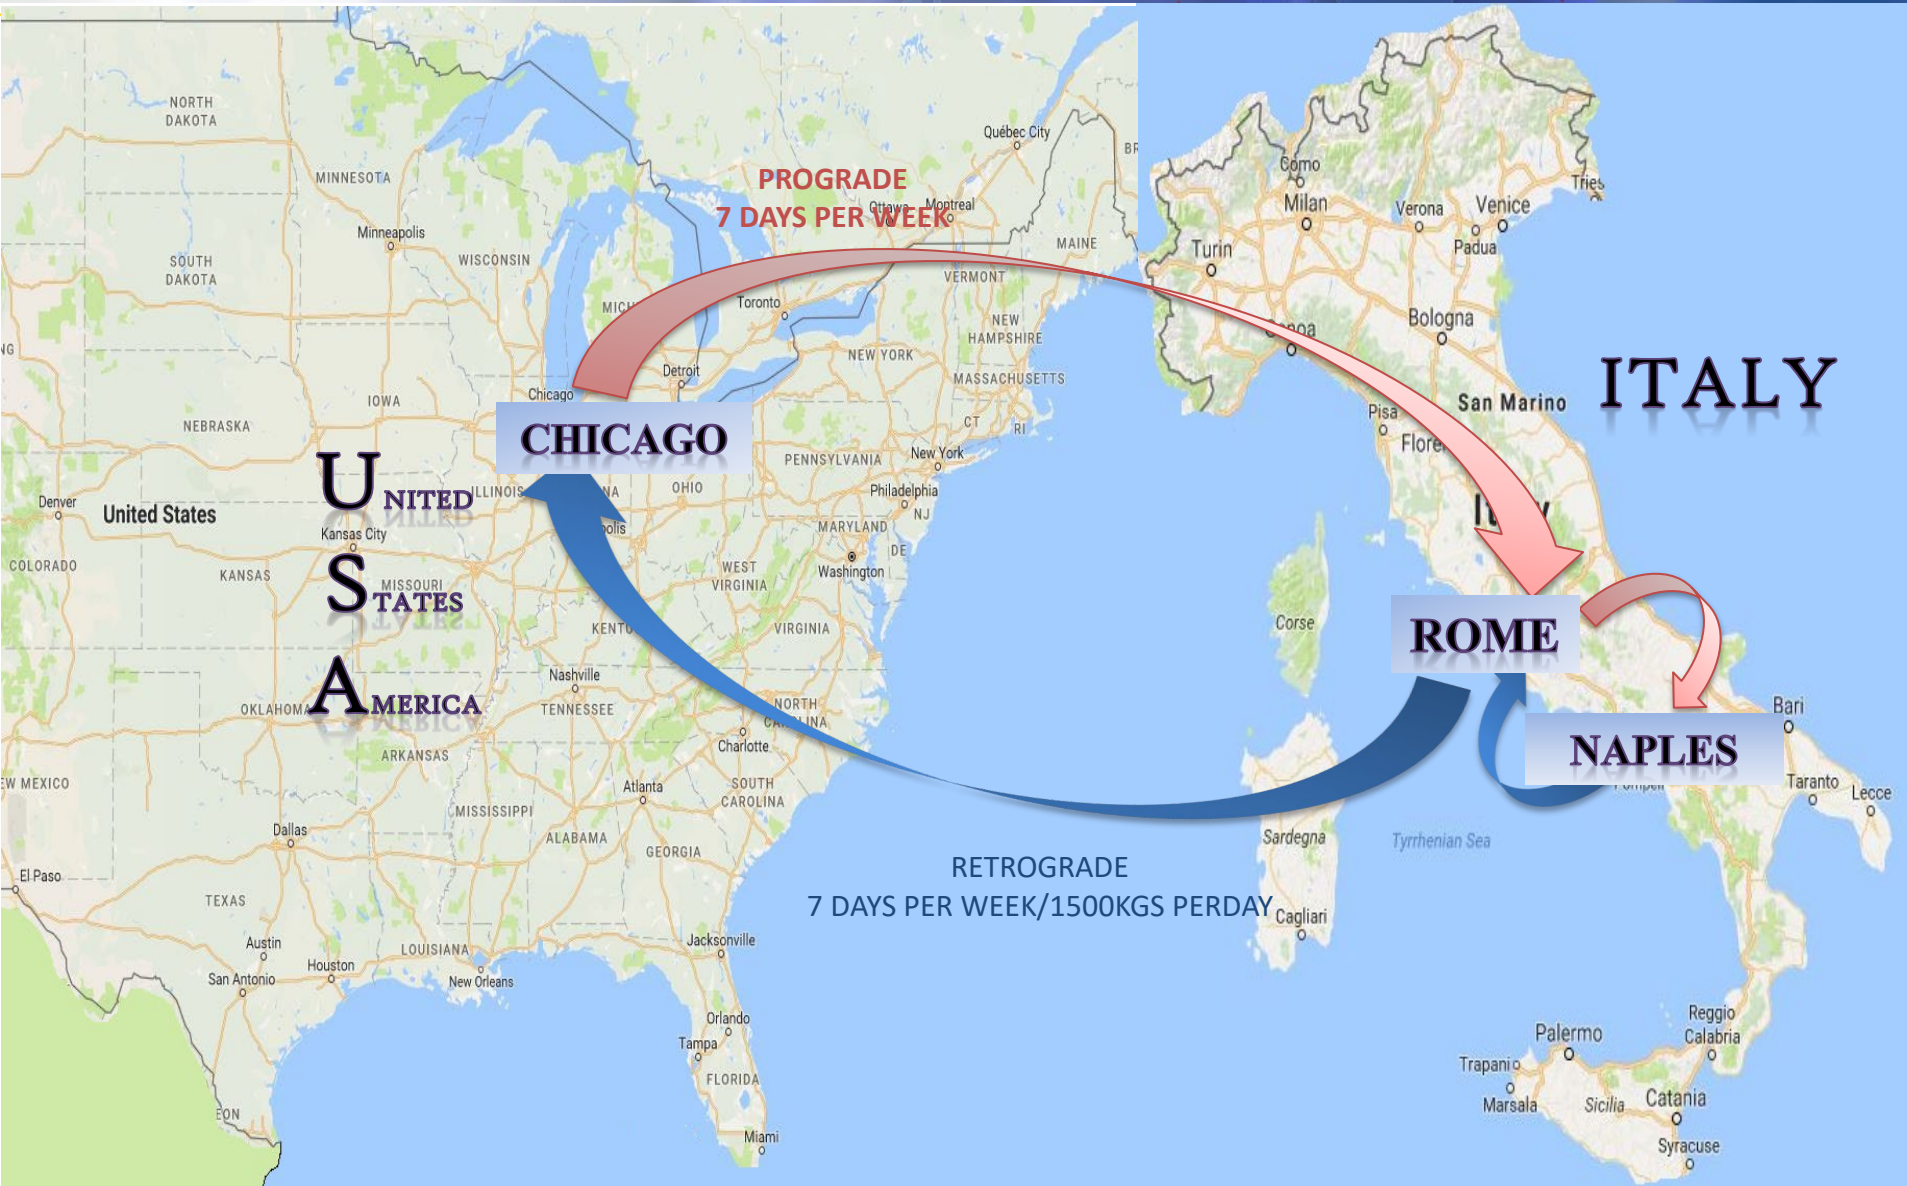 NORTH
DAKOTA
MINNESOTA
Minneapolis
SOUTH
DAKOTA
WISCONSIN
PROGRADE
7 DAYS PER WEEK
Ottawa
Montreal
Québec City
MAINE
VERMONT
Toronto
NEW
HAMPSHIRE
NEW YORK
MASSACHUSETTS
Detroit
Chicago
IOWA
NEBRASKA
CT
RI
CHICAGO
PENNSYLVANIA
New York
UNITED
STATES
AMERICA
ILLINOIS
OHIO
Philadelphia
NJ
Denver
United States
Kansas City
MARYLAND
DE
COLORADO
KANSAS
MISSOURI
WEST
VIRGINIA
Washington
VIRGINIA
Nashville
TENNESSEE
NORTH
CAROLINA
OKLAHOMA
ARKANSAS
Charlotte
Atlanta
SOUTH
CAROLINA
MISSISSIPPI
ALABAMA
GEORGIA
Dallas
El Paso
TEXAS
Austin
San Antonio
Houston
LOUISIANA
New Orleans
Jacksonville
Orlando
Tampa
FLORIDA
Miami
RETROGRADE
7 DAYS PER WEEK/1500KGS PERDAY
Como
Milan
Verona
Venice
Padua
Turin
Bologna
ITALY
San Marino
Pisa
Corse
ROME
NAPLES
Bari
Taranto
Lecce
Sardegna
Tyrrhenian Sea
Cagliari
Reggio
Calabria
Palermo
Trapani
Marsala
Sicilia
Catania
Syracuse